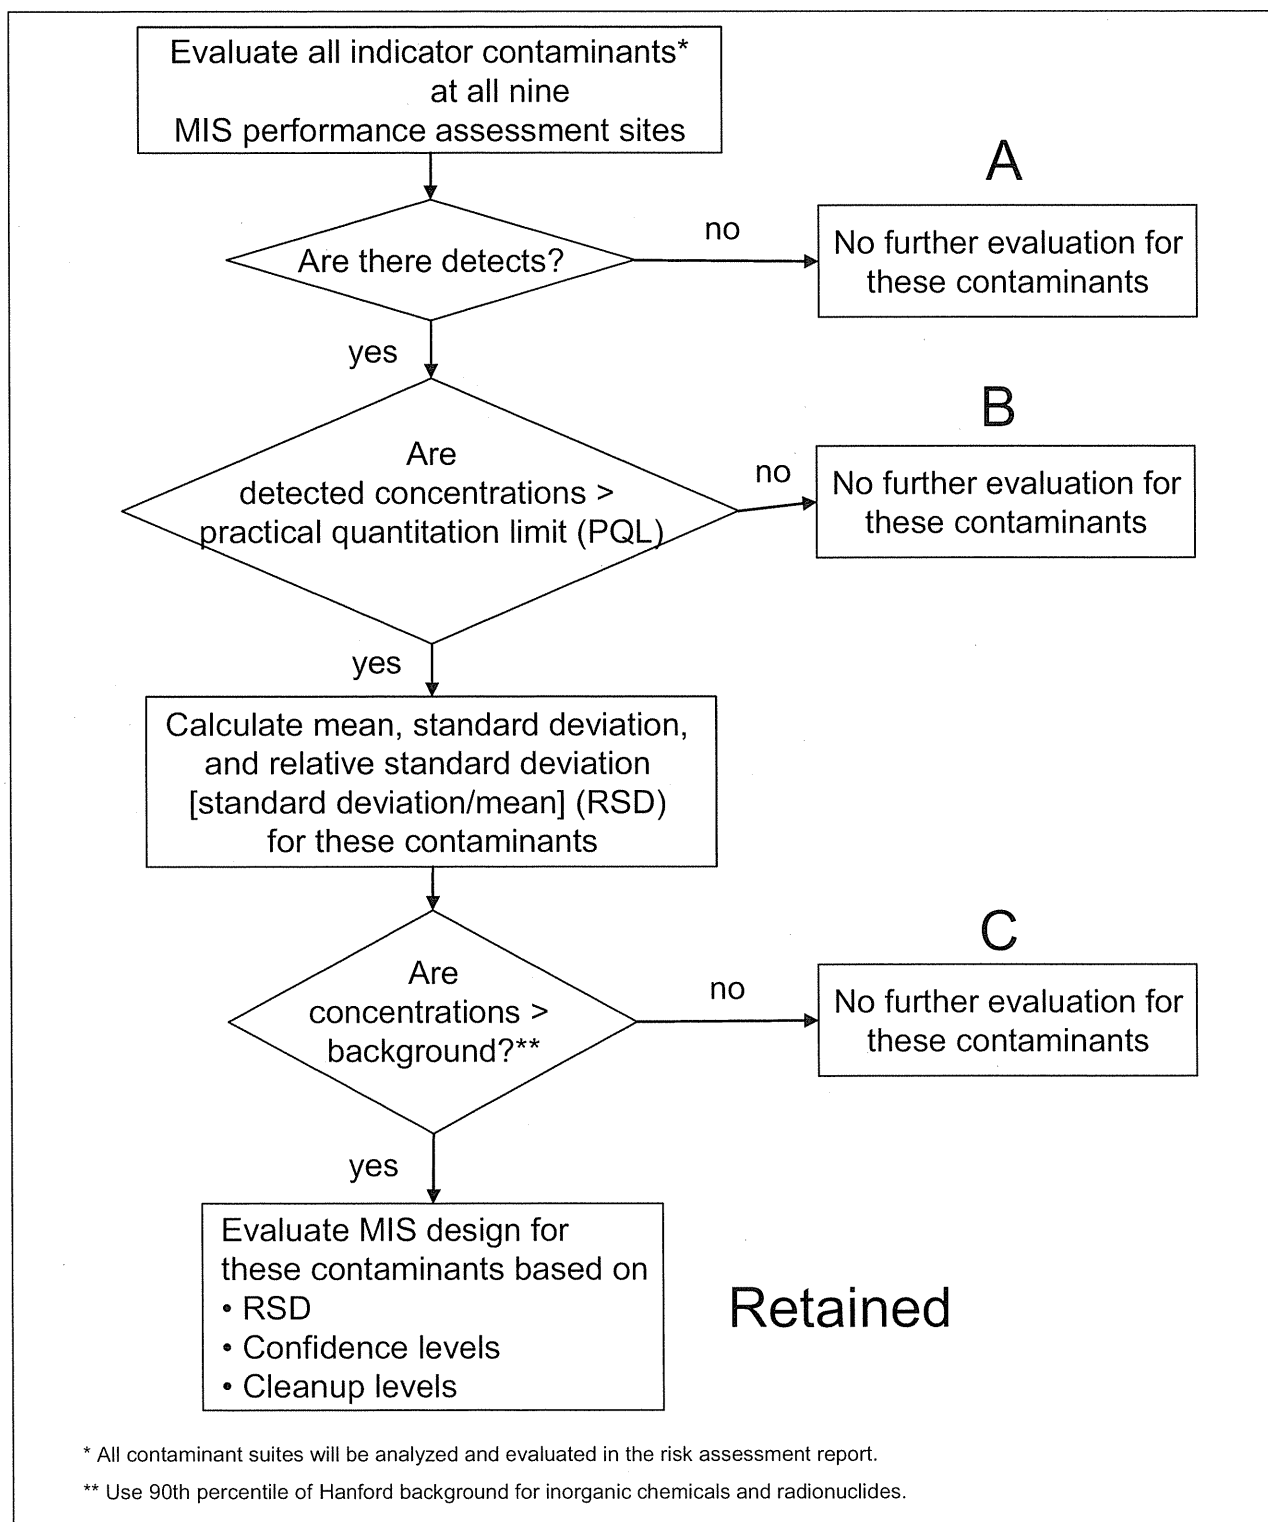 Evaluate all indicator contaminants*
at all nine
MIS performance assessment sites
A
Are there detects?
no
No further evaluation for
these contaminants
yes
B
Are
detected concentrations >
practical quantitation limit (PQL)
no
No further evaluation for
these contaminants
yes
Calculate mean, standard deviation,
and relative standard deviation
[standard deviation/mean] (RSD)
for these contaminants
C
Are
concentrations >
background?**
no
No further evaluation for
these contaminants
yes
Evaluate MIS design for
these contaminants based on
• RSD
• Confidence levels
• Cleanup levels
Retained
* All contaminant suites will be analyzed and evaluated in the risk assessment report.
** Use 90th percentile of Hanford background for inorganic chemicals and radionuclides.